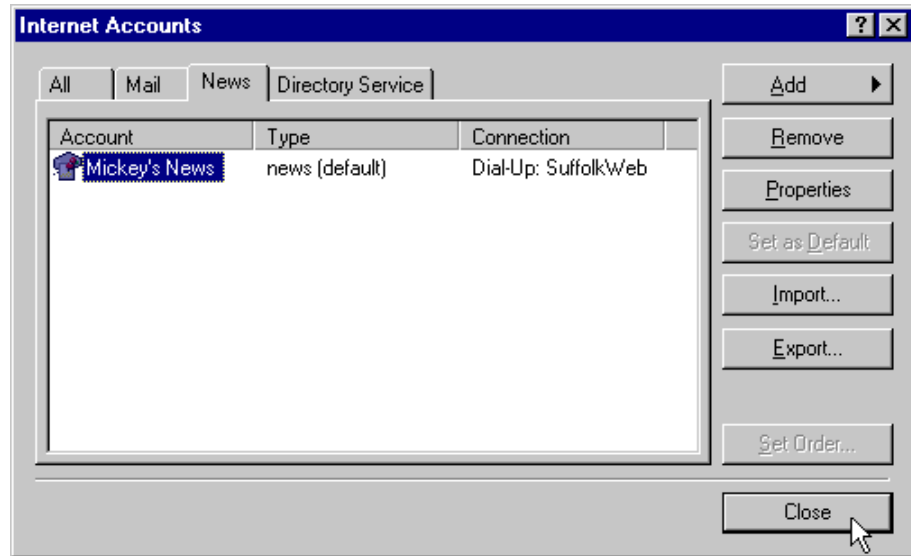 Internet Accounts
All Mail News Directory Service
Add
Account Type Connection
Remove
Mickey's News news (default) Dial-Up: SuffolkWeb
Properties
Set as Default
Import...
Export...
Set Order...
Close